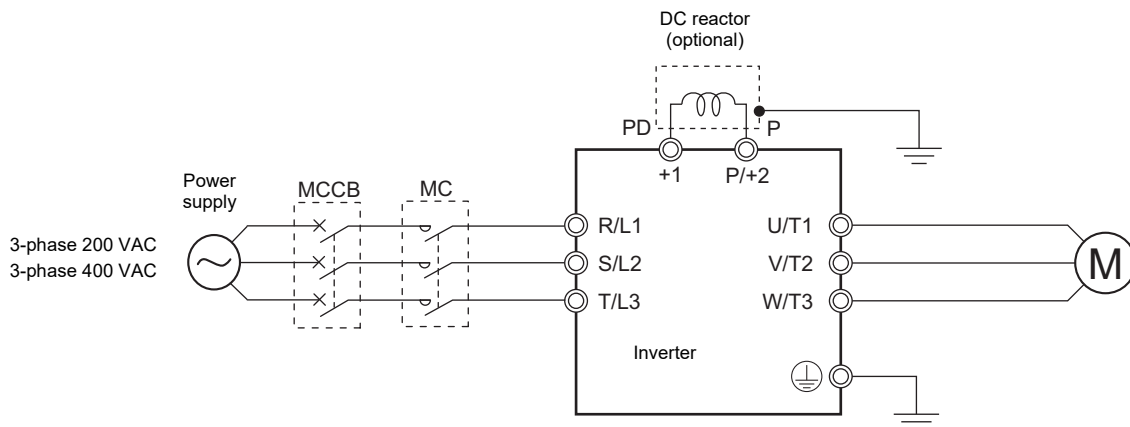 DC reactor
(optional)
PD
P
+1
P/+2
Power
supply
MCCB
MC
3-phase 200 VAC
3-phase 400 VAC
R/L1
S/L2
T/L3
U/T1
V/T2
W/T3
Inverter
M